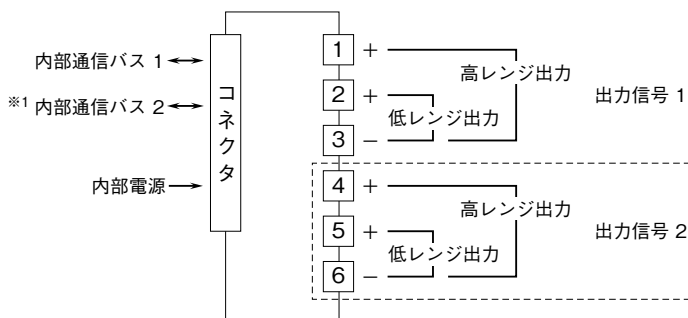 内部通信バス 1
※1 内部通信バス 2
内部電源
コネクタ
1 +
高レンジ出力
2 +
低レンジ出力
3 −
出力信号 1
4 +
高レンジ出力
5 +
低レンジ出力
6 −
出力信号 2